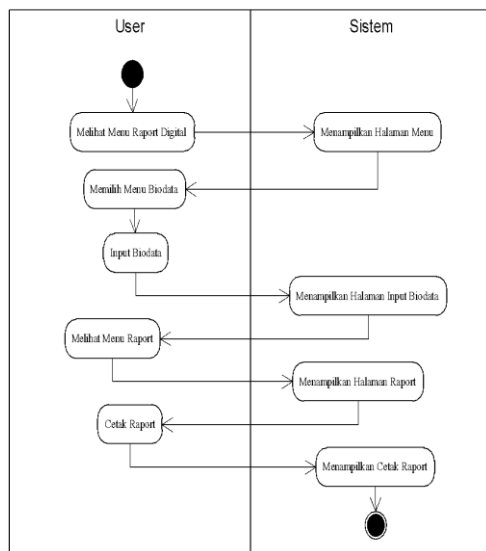 User
Sistem
Melihat Menu Raport Digital
Menampilkan Halaman Menu
Memilih Menu Biodata
Input Biodata
Menampilkan Halaman Input Biodata
Melihat Menu Raport
Menampilkan Halaman Raport
Cetak Raport
Menampilkan Cetak Raport